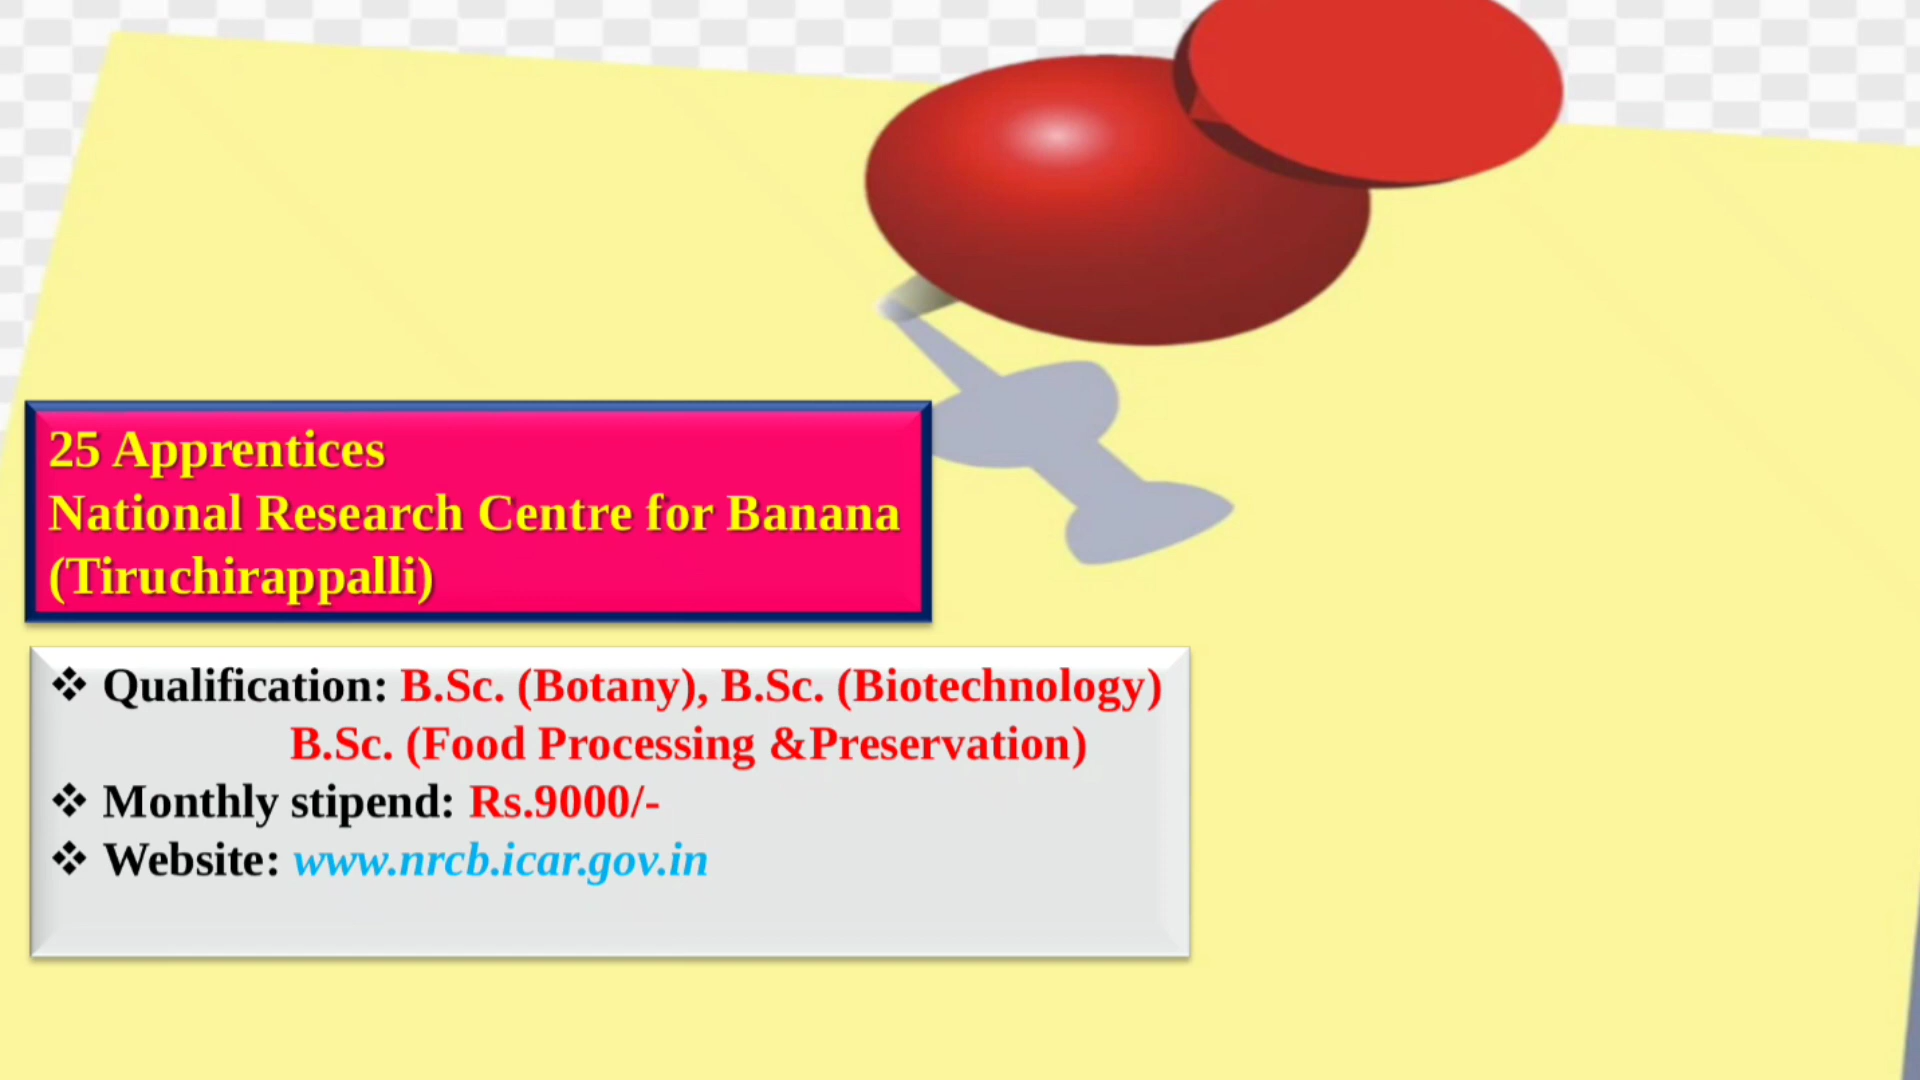 25 Apprentices
National Research Centre for Banana
(Tiruchirappalli)
❖ Qualification: B.Sc. (Botany), B.Sc. (Biotechnology)
B.Sc. (Food Processing &Preservation)
❖ Monthly stipend: Rs.9000/-
❖ Website: www.nrcb.icar.gov.in